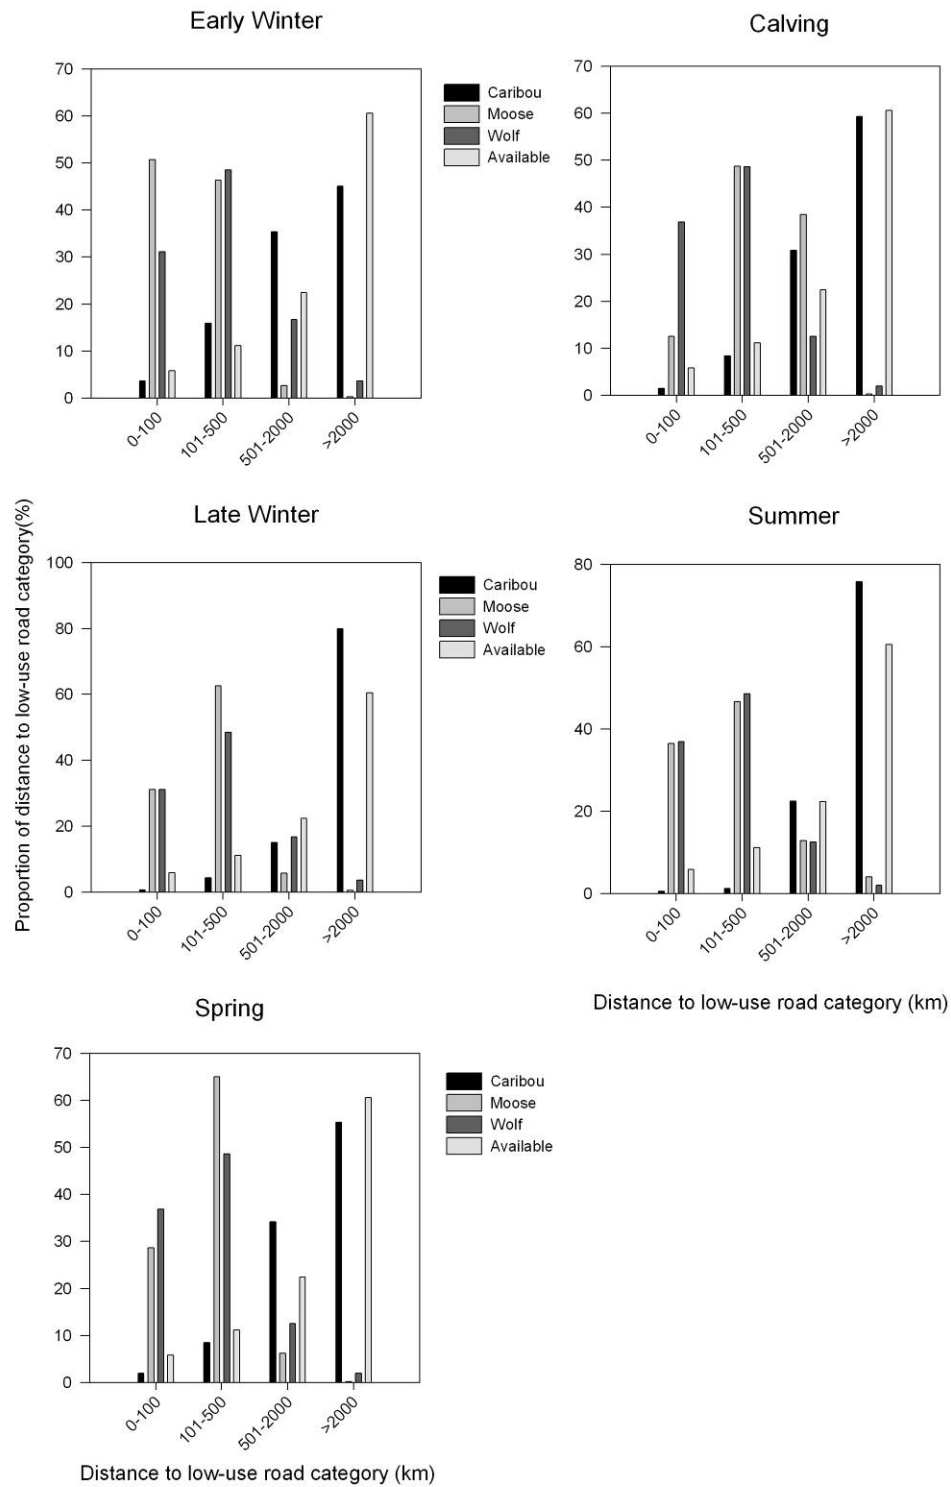 Early Winter
70
60
50
40
30
20
10
0
0-100
101-500
501-2000
>2000
Caribou
Moose
Wolf
Available
Calving
70
60
50
40
30
20
10
0
0-100
101-500
501-2000
>2000
Proportion of distance to low-use road category(%)
Late Winter
100
80
60
40
20
0
0-100
101-500
501-2000
>2000
Caribou
Moose
Wolf
Available
Summer
80
60
40
20
0
0-100
101-500
501-2000
>2000
Distance to low-use road category (km)
Spring
70
60
50
40
30
20
10
0
0-100
101-500
501-2000
>2000
Caribou
Moose
Wolf
Available
Distance to low-use road category (km)